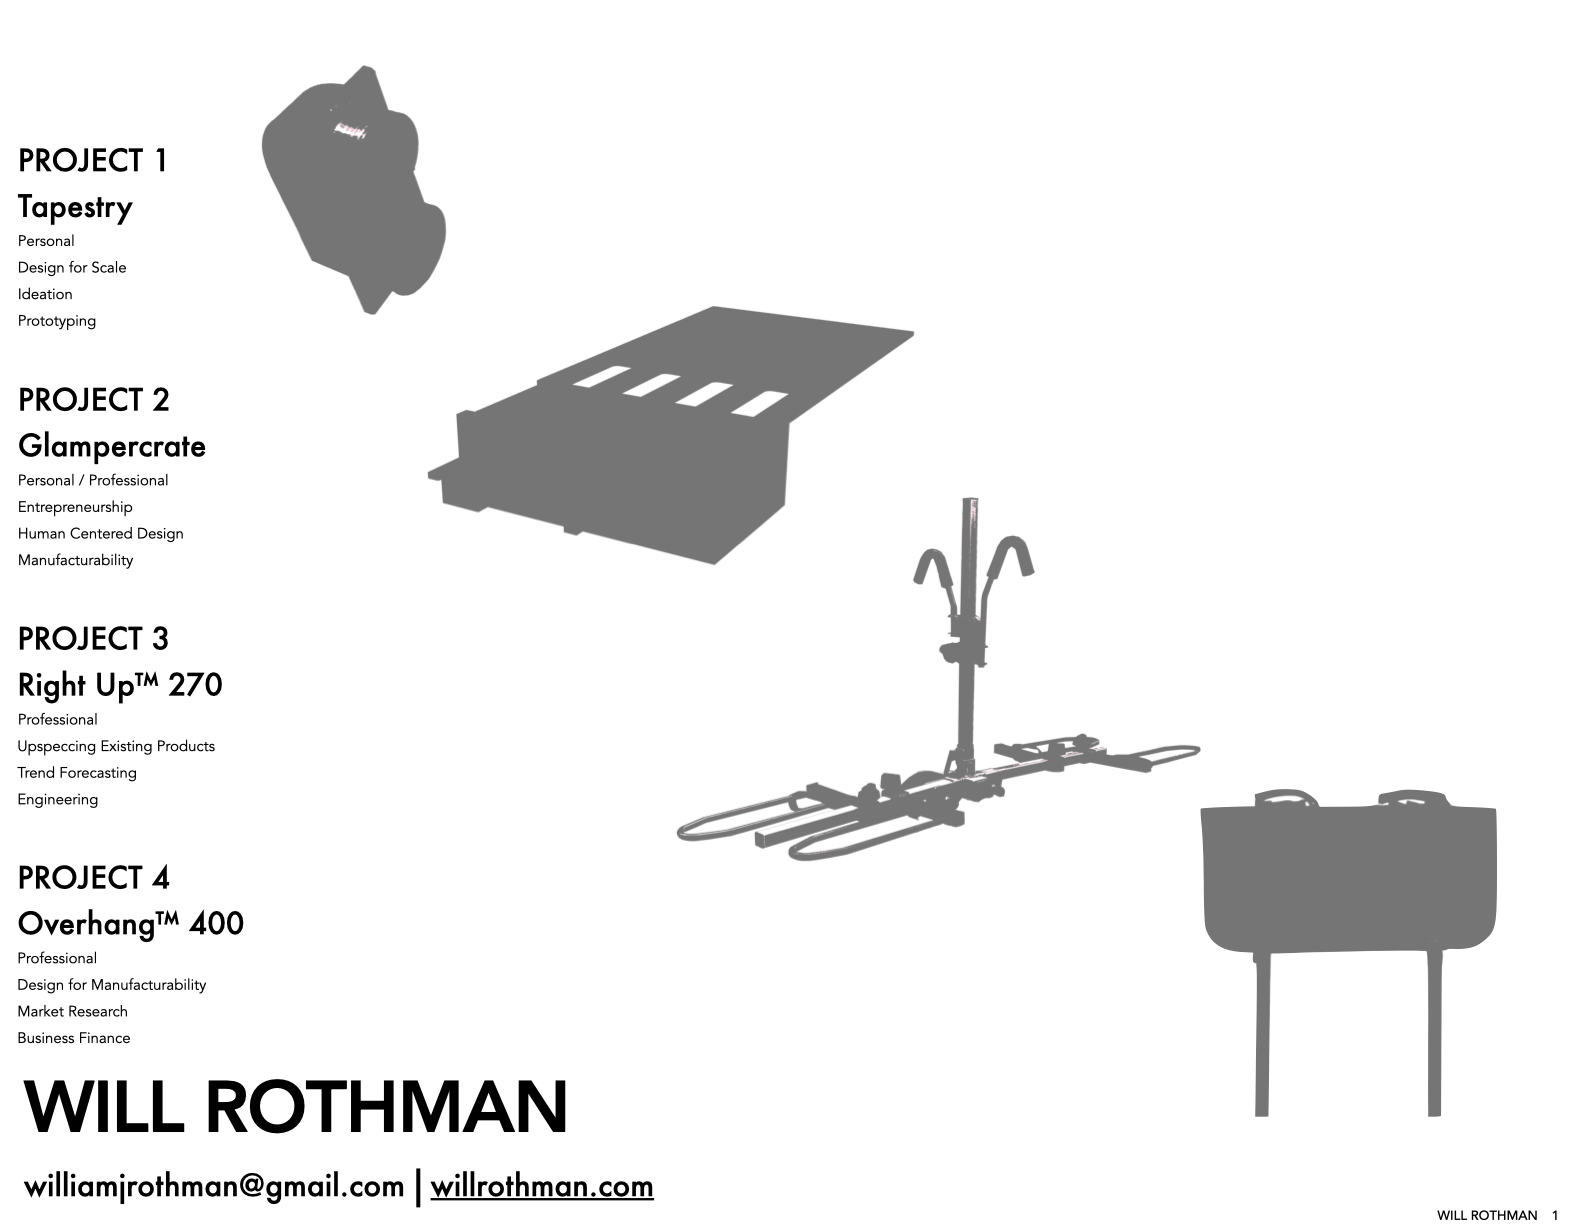 PROJECT 1
Tapestry
Personal
Design for Scale
Ideation
Prototyping
PROJECT 2
Glampercrate
Personal / Professional
Entrepreneurship
Human Centered Design
Manufacturability
PROJECT 3
Right Up™ 270
Professional
Upspeccing Existing Products
Trend Forecasting
Engineering
PROJECT 4
Overhang™ 400
Professional
Design for Manufacturability
Market Research
Business Finance
WILL ROTHMAN
williamjrothman@gmail.com | willrothman.com
WILL ROTHMAN 1